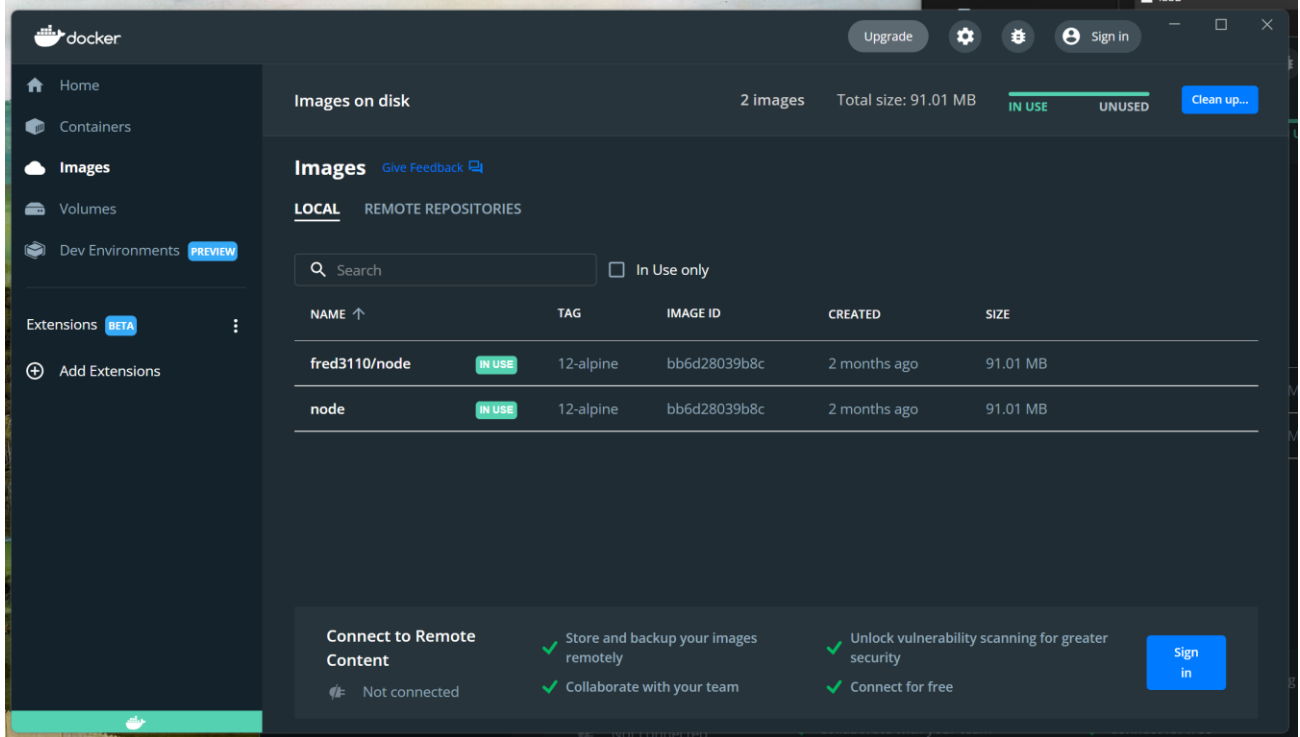 docker
Upgrade
Sign in
Home
Containers
Images
Volumes
Dev Environments PREVIEW
Extensions BETA
Add Extensions
Images on disk
2 images Total size: 91.01 MB IN USE UNUSED Clean up...
Images Give Feedback
LOCAL REMOTE REPOSITORIES
Search In Use only
NAME TAG IMAGE ID CREATED SIZE
fred3110/node IN USE 12-alpine bb6d28039b8c 2 months ago 91.01 MB
node IN USE 12-alpine bb6d28039b8c 2 months ago 91.01 MB
Connect to Remote
Content
Not connected
Store and backup your images
remotely
Collaborate with your team
Unlock vulnerability scanning for greater
security
Connect for free
Sign
in